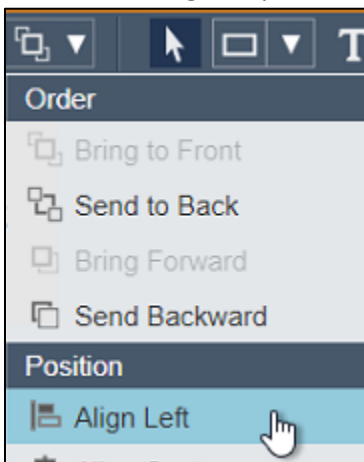 T
Order
Bring to Front
Send to Back
Bring Forward
Send Backward
Position
Align Left